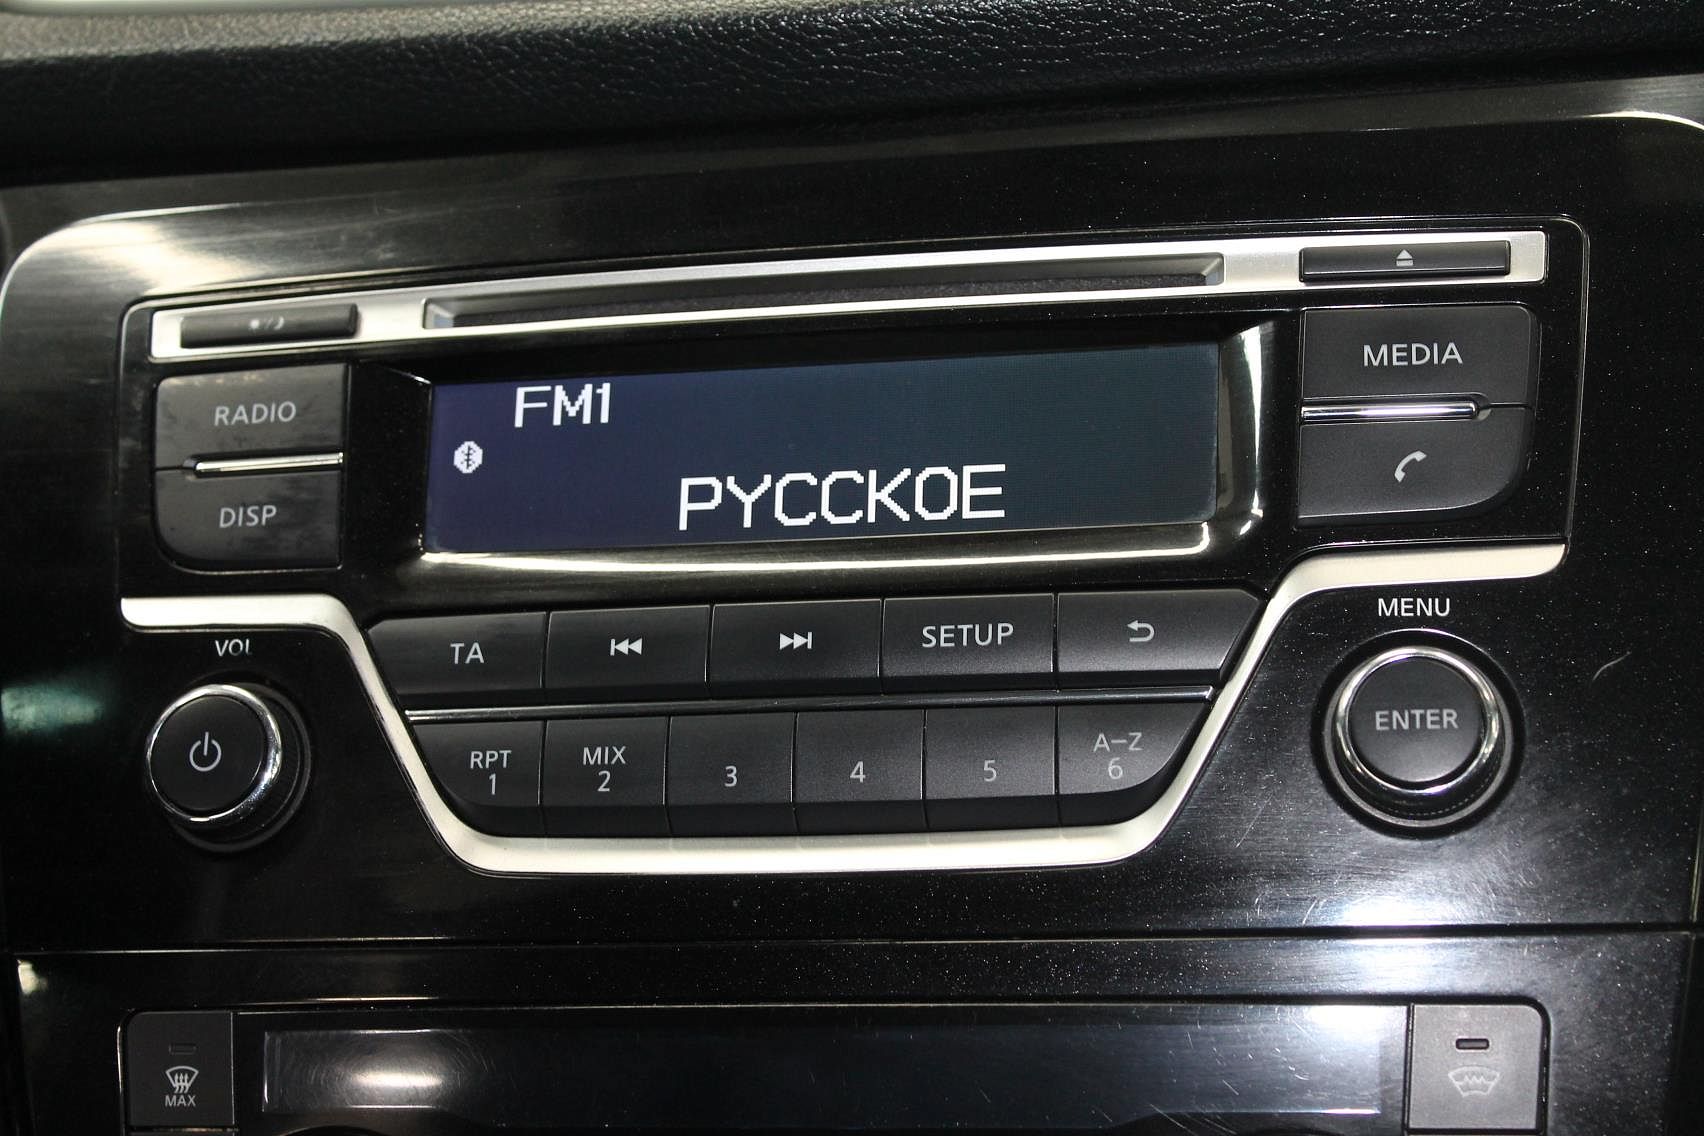 FM1
РУССКОЕ
RADIO
DISP
MEDIA
VOL
MENU
TA
SETUP
ENTER
RPT
1
MIX
2
3
4
5
A-Z
6
MAX